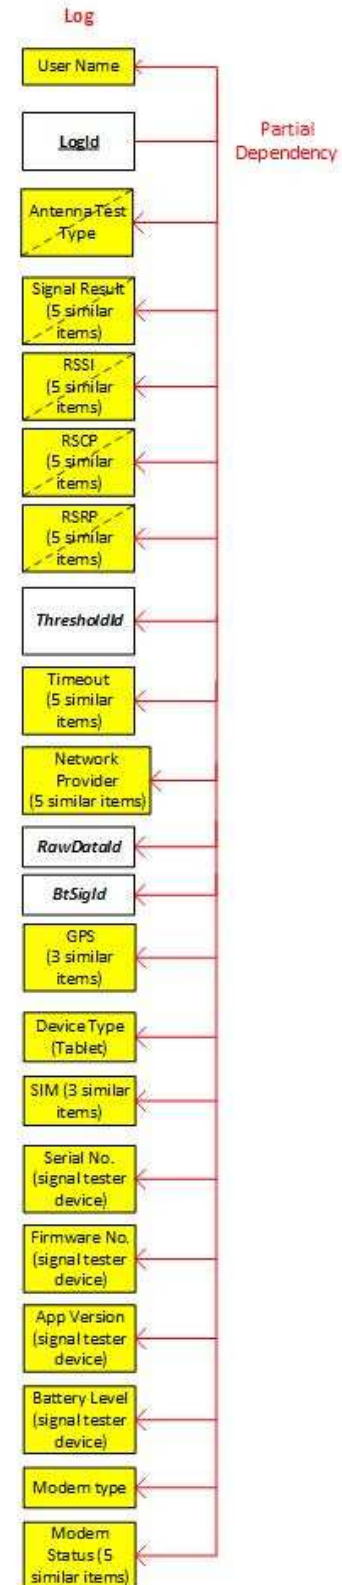 Log
User Name
LogId
Partial
Dependency
Antenna Test
Type
Signal Result
(5 similar
items)
RSSI
(5 similar
items)
RSCP
(5 similar
items)
RSRP
(5 similar
items)
ThresholdId
Timeout
(5 similar
items)
Network
Provider
(5 similar items)
RawDataId
BtSigId
GPS
(3 similar
items)
Device Type
(Tablet)
SIM (3 similar
items)
Serial No.
(signal tester
device)
Firmware No.
(signal tester
device)
App Version
(signal tester
device)
Battery Level
(signal tester
device)
Modem type
Modem
Status (5
similar items)